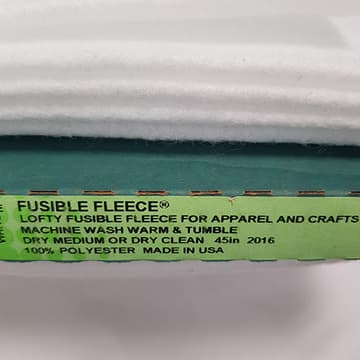 FUSIBLE FLEECE®
LOFTY FUSIBLE FLEECE FOR APPAREL AND CRAFTS
MACHINE WASH WARM & TUMBLE
DRY MEDIUM OR DRY CLEAN 45in 2016
100% POLYESTER MADE IN USA